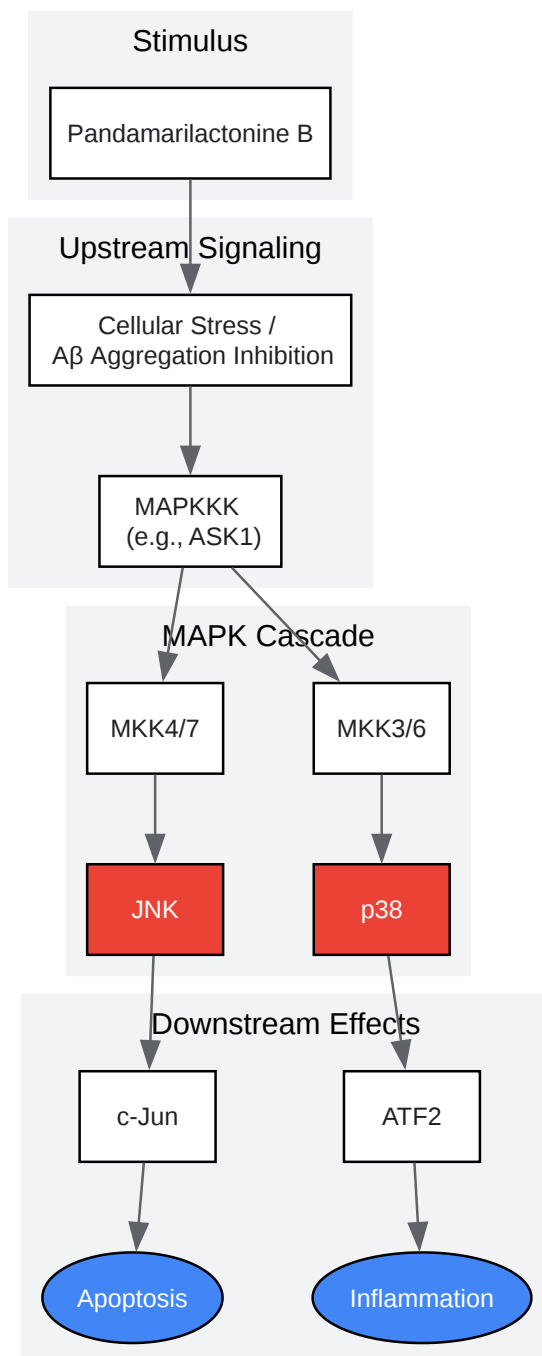 Stimulus
Pandamarilactonine B
Upstream Signaling
Cellular Stress /
Aβ Aggregation Inhibition
MAPKKK
(e.g., ASK1)
MAPK Cascade
MKK4/7
MKK3/6
JNK
p38
Downstream Effects
c-Jun
ATF2
Apoptosis
Inflammation